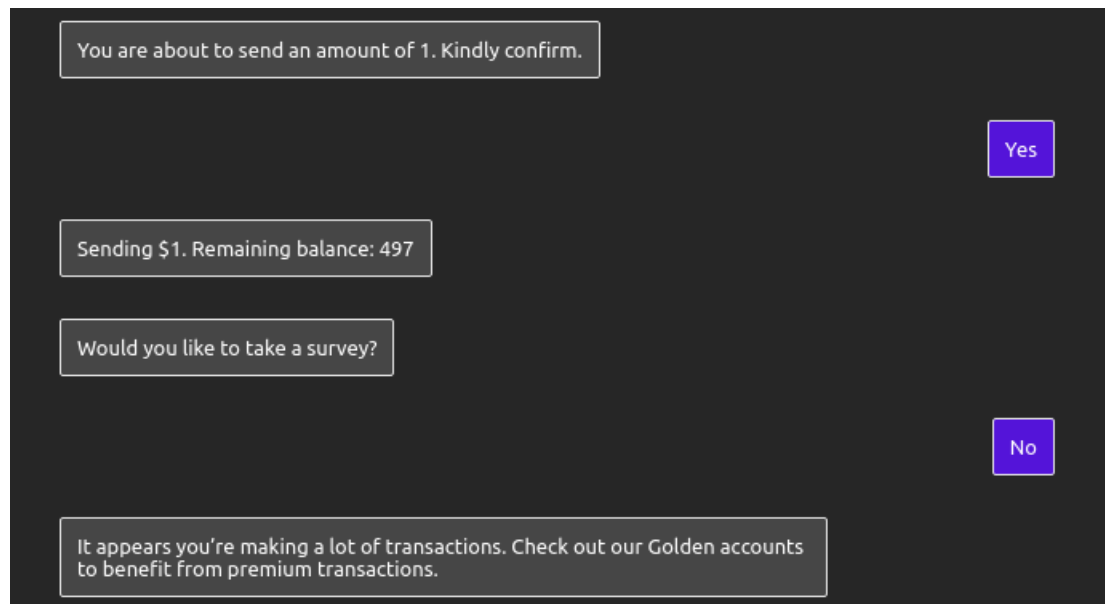 You are about to send an amount of 1. Kindly confirm.
Yes
Sending $1. Remaining balance: 497
Would you like to take a survey?
No
It appears you’re making a lot of transactions. Check out our Golden accounts
to benefit from premium transactions.